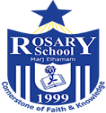 ROSARY
School
Marj Elhamam
1999
Cornerstone of Faith & Knowledge